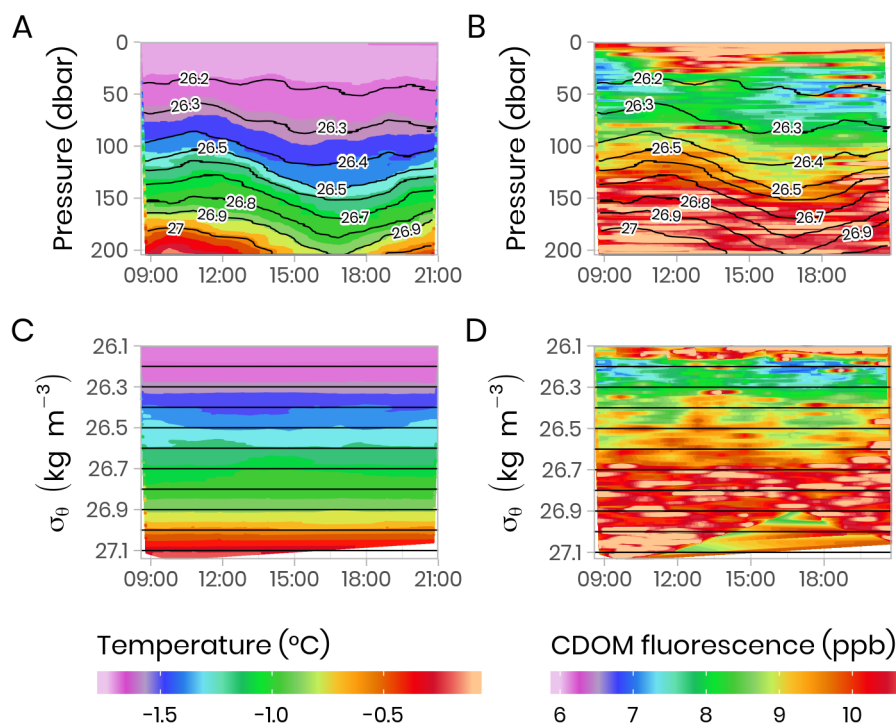 A
B
Pressure (dbar)
0
50
100
150
200
26.2
26.3
26.3
26.5
26.4
26.5
26.8
26.7
26.9
26.9
27
09:00 12:00 15:00 18:00 21:00
Pressure (dbar)
0
50
100
150
200
26.2
26.3
26.3
26.5
26.4
26.5
26.8
26.7
26.9
26.9
27
09:00 12:00 15:00 18:00
C
D
σθ (kg m−3)
26.1
26.3
26.5
26.7
26.9
27.1
09:00 12:00 15:00 18:00 21:00
σθ (kg m−3)
26.1
26.3
26.5
26.7
26.9
27.1
09:00 12:00 15:00 18:00
Temperature (°C)
-1.5 -1.0 -0.5
CDOM fluorescence (ppb)
6 7 8 9 10